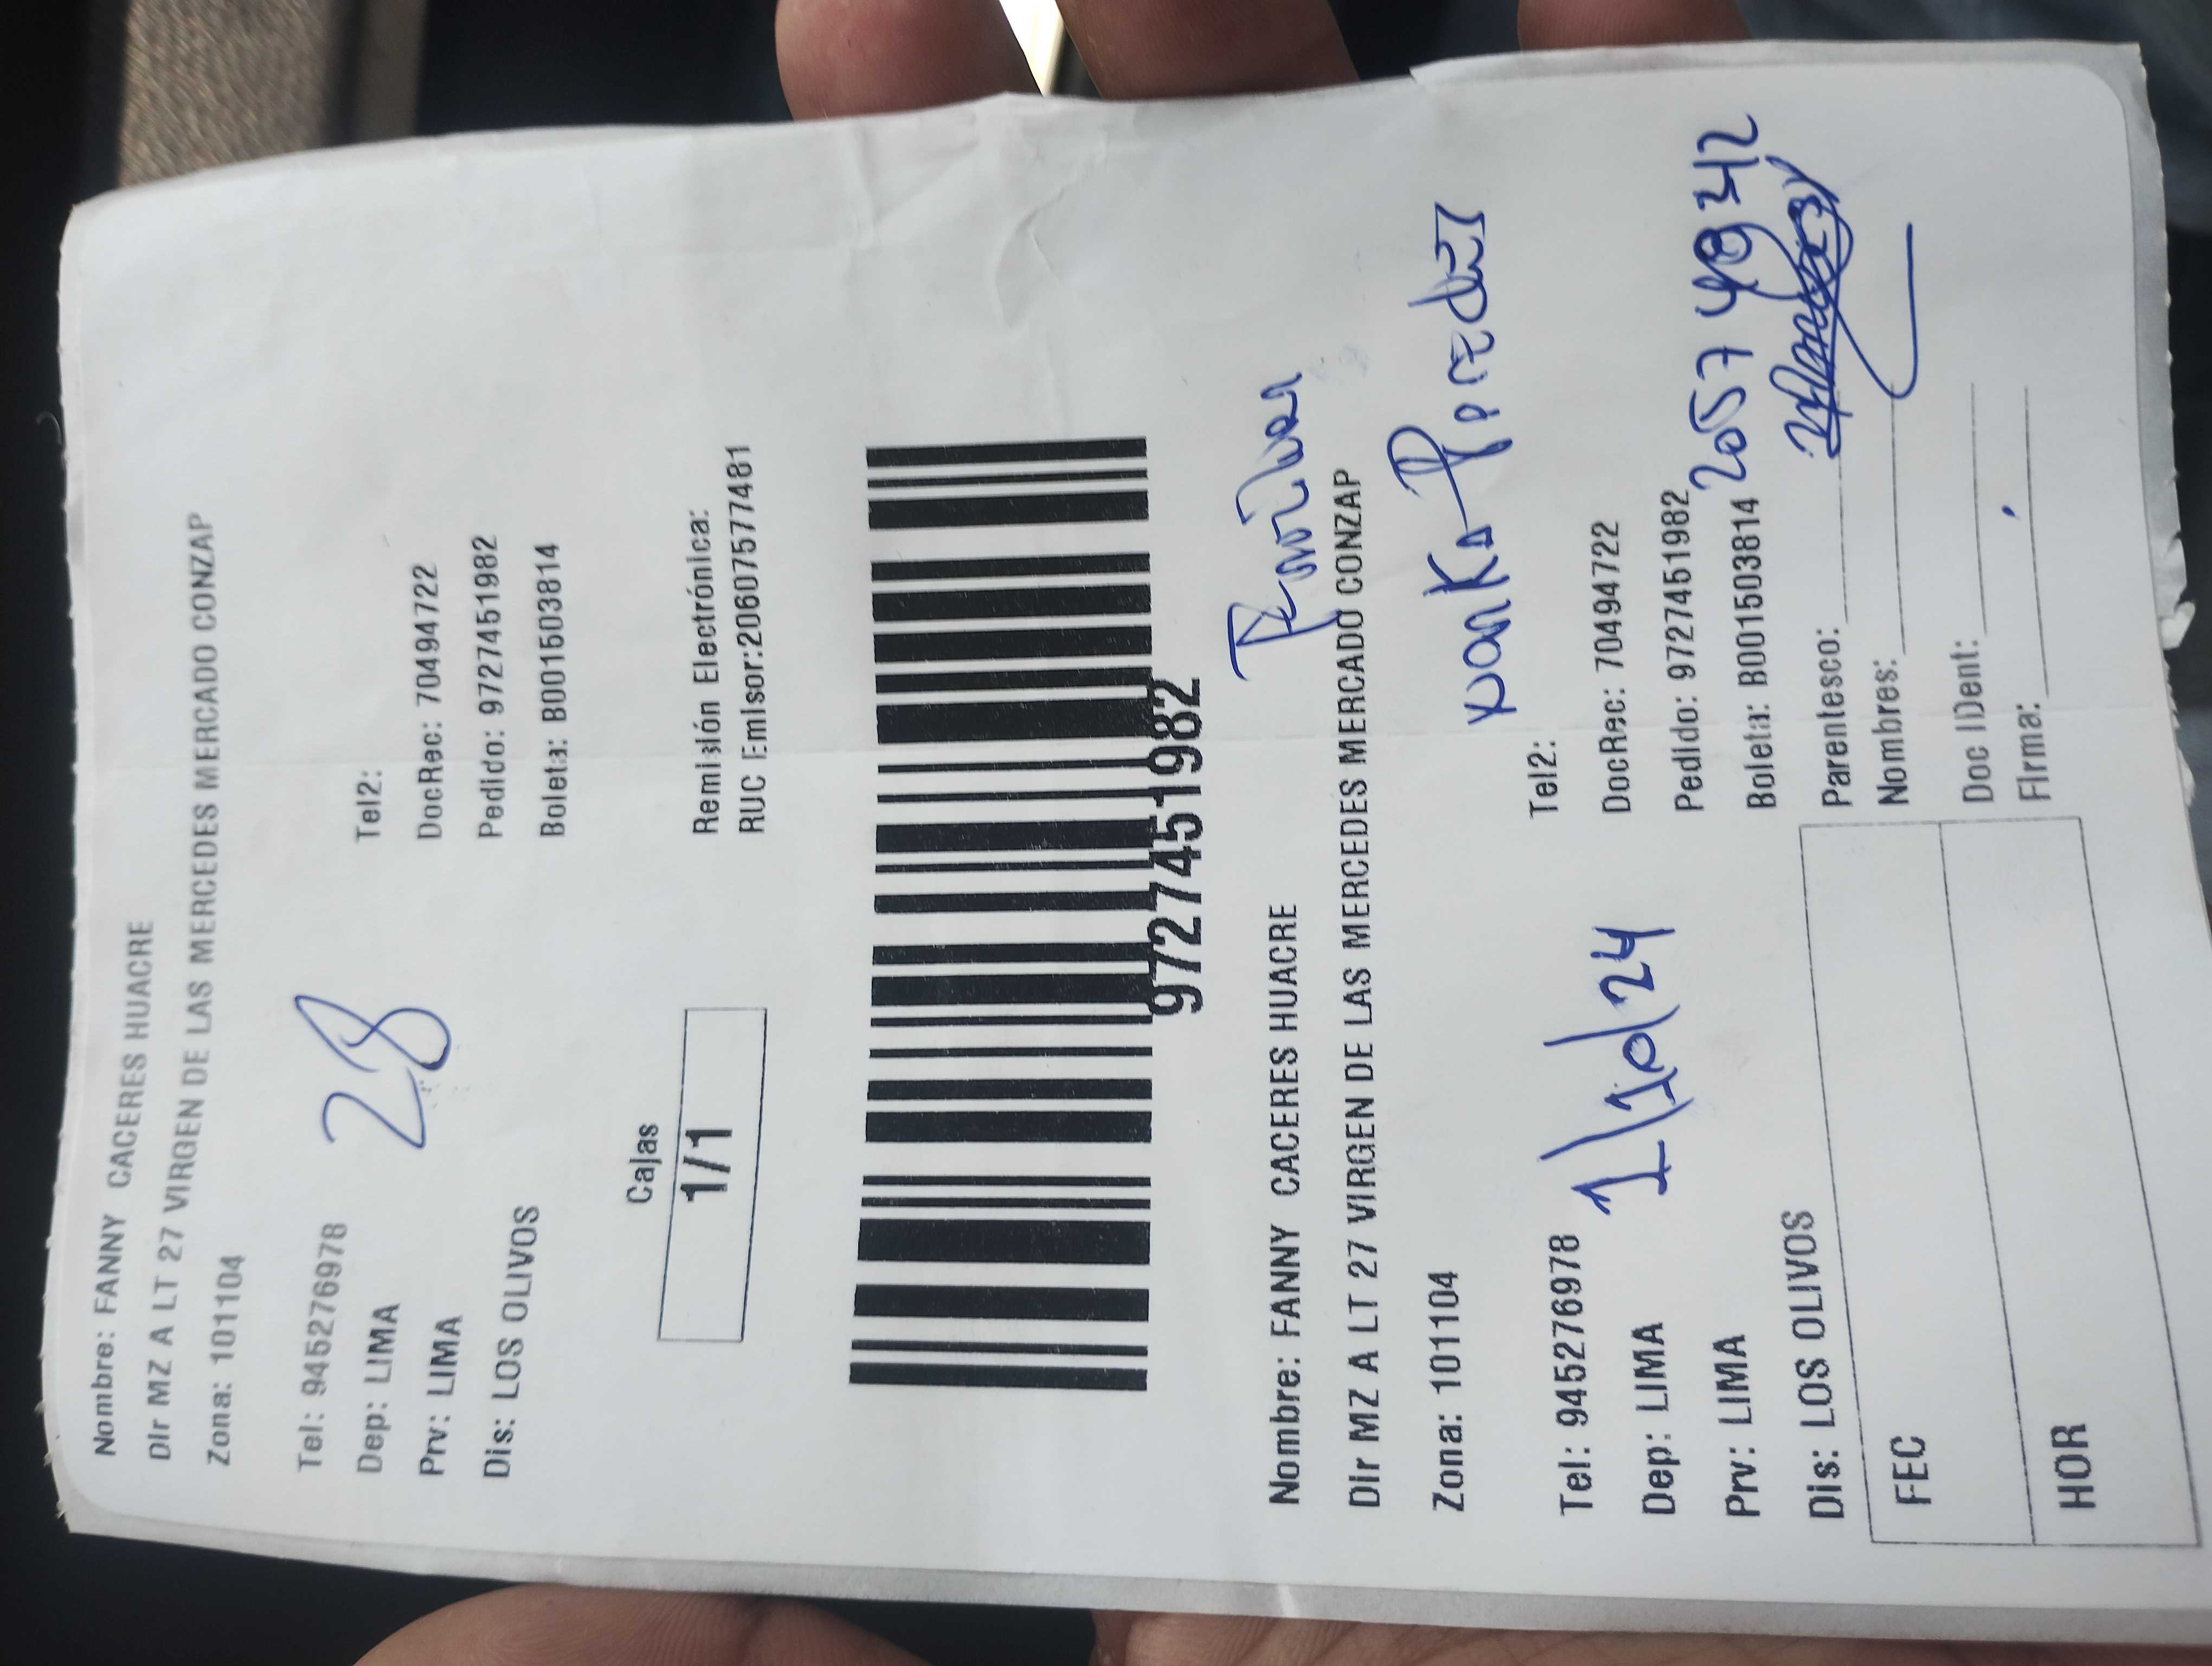 Nombre: FANNY CACERES HUACRE
Dir MZ A LT 27 VIRGEN DE LAS MERCEDES MERCADO CONZAP
Zona: 101104
Tel: 945276978
Tel2:
28
Dep: LIMA
DocRec: 70494722
Prv: LIMA
Pedido: 9727451982
Dis: LOS OLIVOS
Boleta: B001503814
Cajas
1/1
Remisión Electrónica:
RUC Emisor:20607577481
9727451982
Nombre: FANNY CACERES HUACRE
Dir MZ A LT 27 VIRGEN DE LAS MERCEDES MERCADO CONZAP
Zona: 101104
Tel: 945276978
Tel2:
1/10/24
Dep: LIMA
DocRec: 70494722
Prv: LIMA
Pedido: 9727451982
Dis: LOS OLIVOS
Boleta: B001503814
FEC
HOR
Parentesco:
Nombres:
Doc IDent:
Firma: